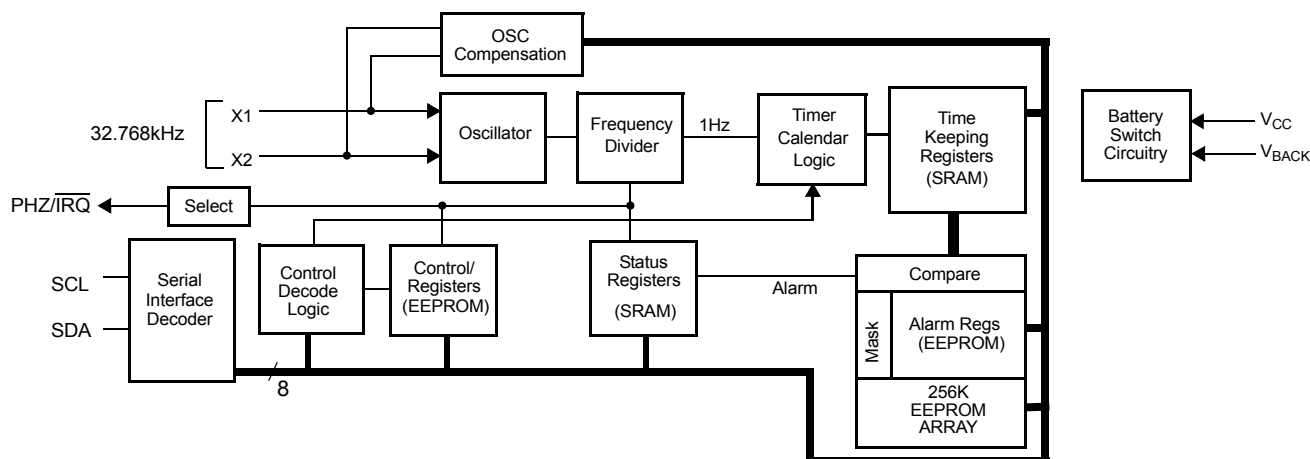 OSC
Compensation
32.768kHz
X1
X2
Oscillator
Frequency
Divider
1Hz
Timer
Calendar
Logic
Time
Keeping
Registers
(SRAM)
Battery
Switch
Circuitry
VCC
VBACK
PHZ/IRQ
Select
SCL
SDA
Serial
Interface
Decoder
8
Control
Decode
Logic
Control/
Registers
(EEPROM)
Status
Registers
(SRAM)
Alarm
Compare
Mask
Alarm Regs
(EEPROM)
256K
EEPROM
ARRAY